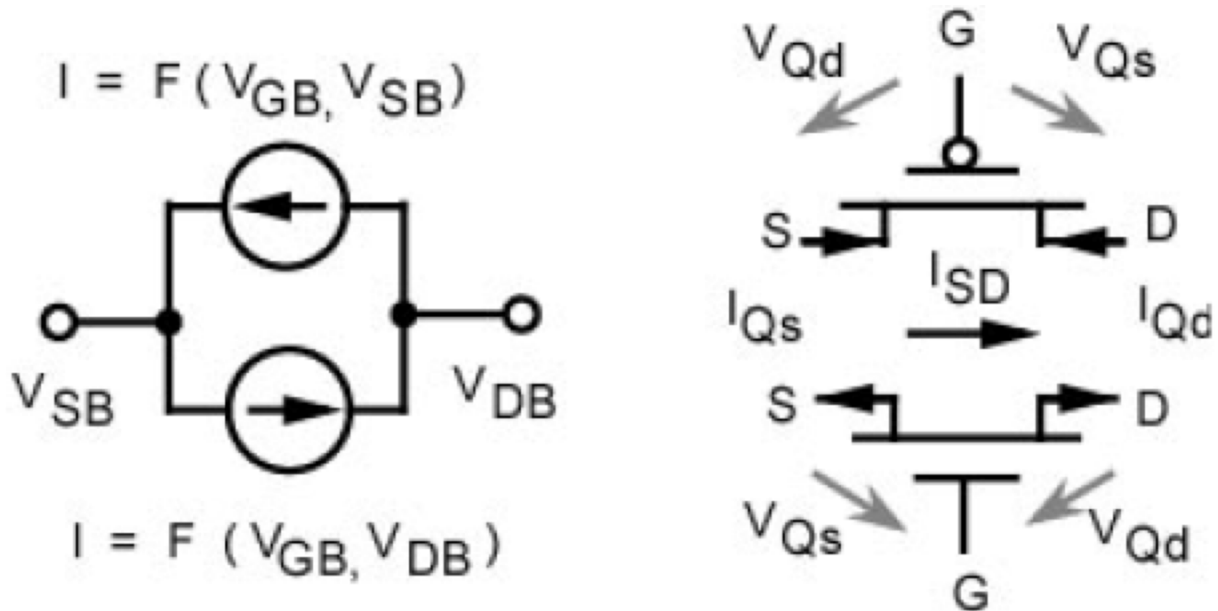 I = F(V_GB, V_SB)
V_SB
V_DB
I = F (V_GB, V_DB)
G
V_Qd
V_Qs
S
D
I_SD
I_Qs
I_Qd
S
D
V_Qs
V_Qd
G